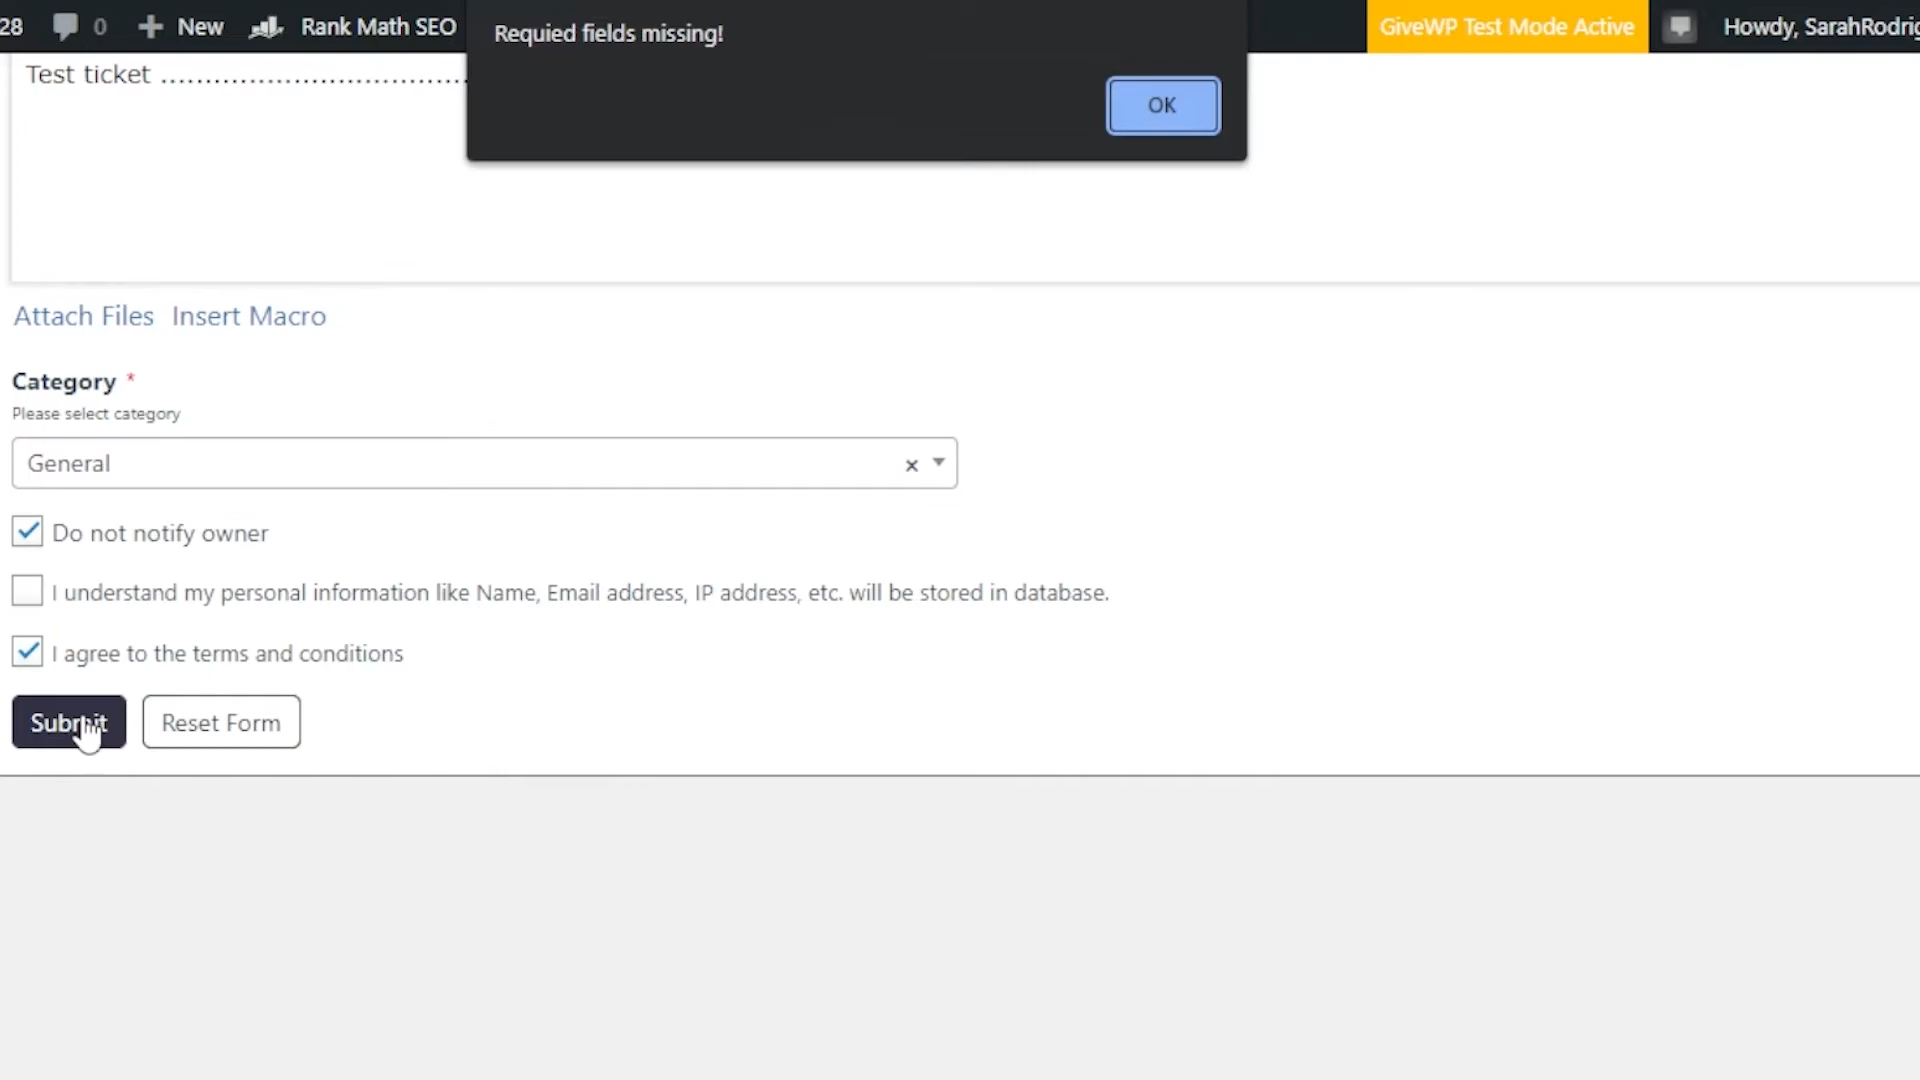 28 0 New Rank Math SEO
Requied fields missing!
GiveWP Test Mode Active
Howdy, SarahRodrig
Test ticket ...................................
OK
Attach Files Insert Macro
Category *
Please select category
General × 
Do not notify owner
I understand my personal information like Name, Email address, IP address, etc. will be stored in database.
I agree to the terms and conditions
Submit Reset Form